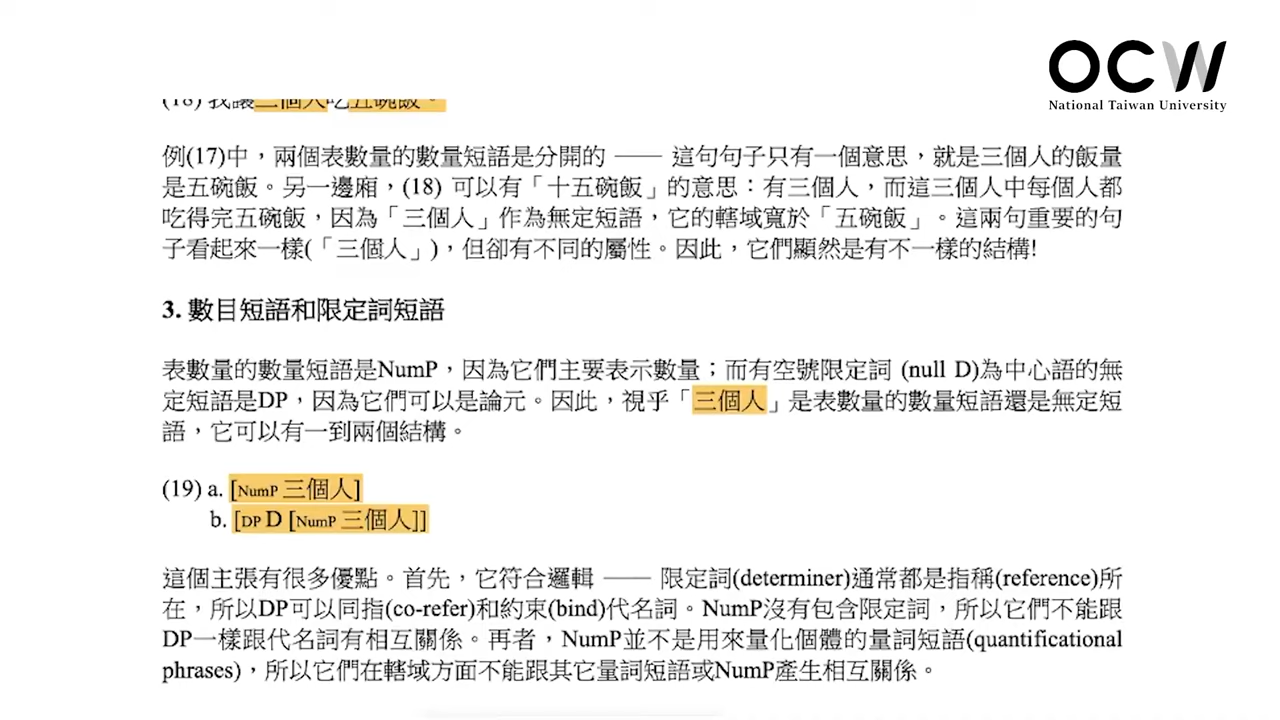 OCW
National Taiwan University
(18) 我讓三個人吃五碗飯。
例(17)中，兩個表數量的數量短語是分開的 —— 這句句子只有一個意思，就是三個人的飯量
是五碗飯。另一邊廂，(18) 可以有「十五碗飯」的意思：有三個人，而這三個人中每個人都
吃得完五碗飯，因為「三個人」作為無定短語，它的轄域寬於「五碗飯」。這兩句重要的句
子看起來一樣(「三個人」)，但卻有不同的屬性。因此，它們顯然是有不一樣的結構!
3. 數目短語和限定詞短語
表數量的數量短語是NumP，因為它們主要表示數量；而有空號限定詞 (null D)為中心語的無
定短語是DP，因為它們可以是論元。因此，視乎「三個人」是表數量的數量短語還是無定短
語，它可以有一到兩個結構。
(19) a. [NumP 三個人]
b. [DP D [NumP 三個人]]
這個主張有很多優點。首先，它符合邏輯 —— 限定詞(determiner)通常都是指稱(reference)所
在，所以DP可以同指(co-refer)和約束(bind)代名詞。NumP沒有包含限定詞，所以它們不能跟
DP一樣跟代名詞有相互關係。再者，NumP並不是用來量化個體的量詞短語(quantificational
phrases)，所以它們在轄域方面不能跟其它量詞短語或NumP產生相互關係。